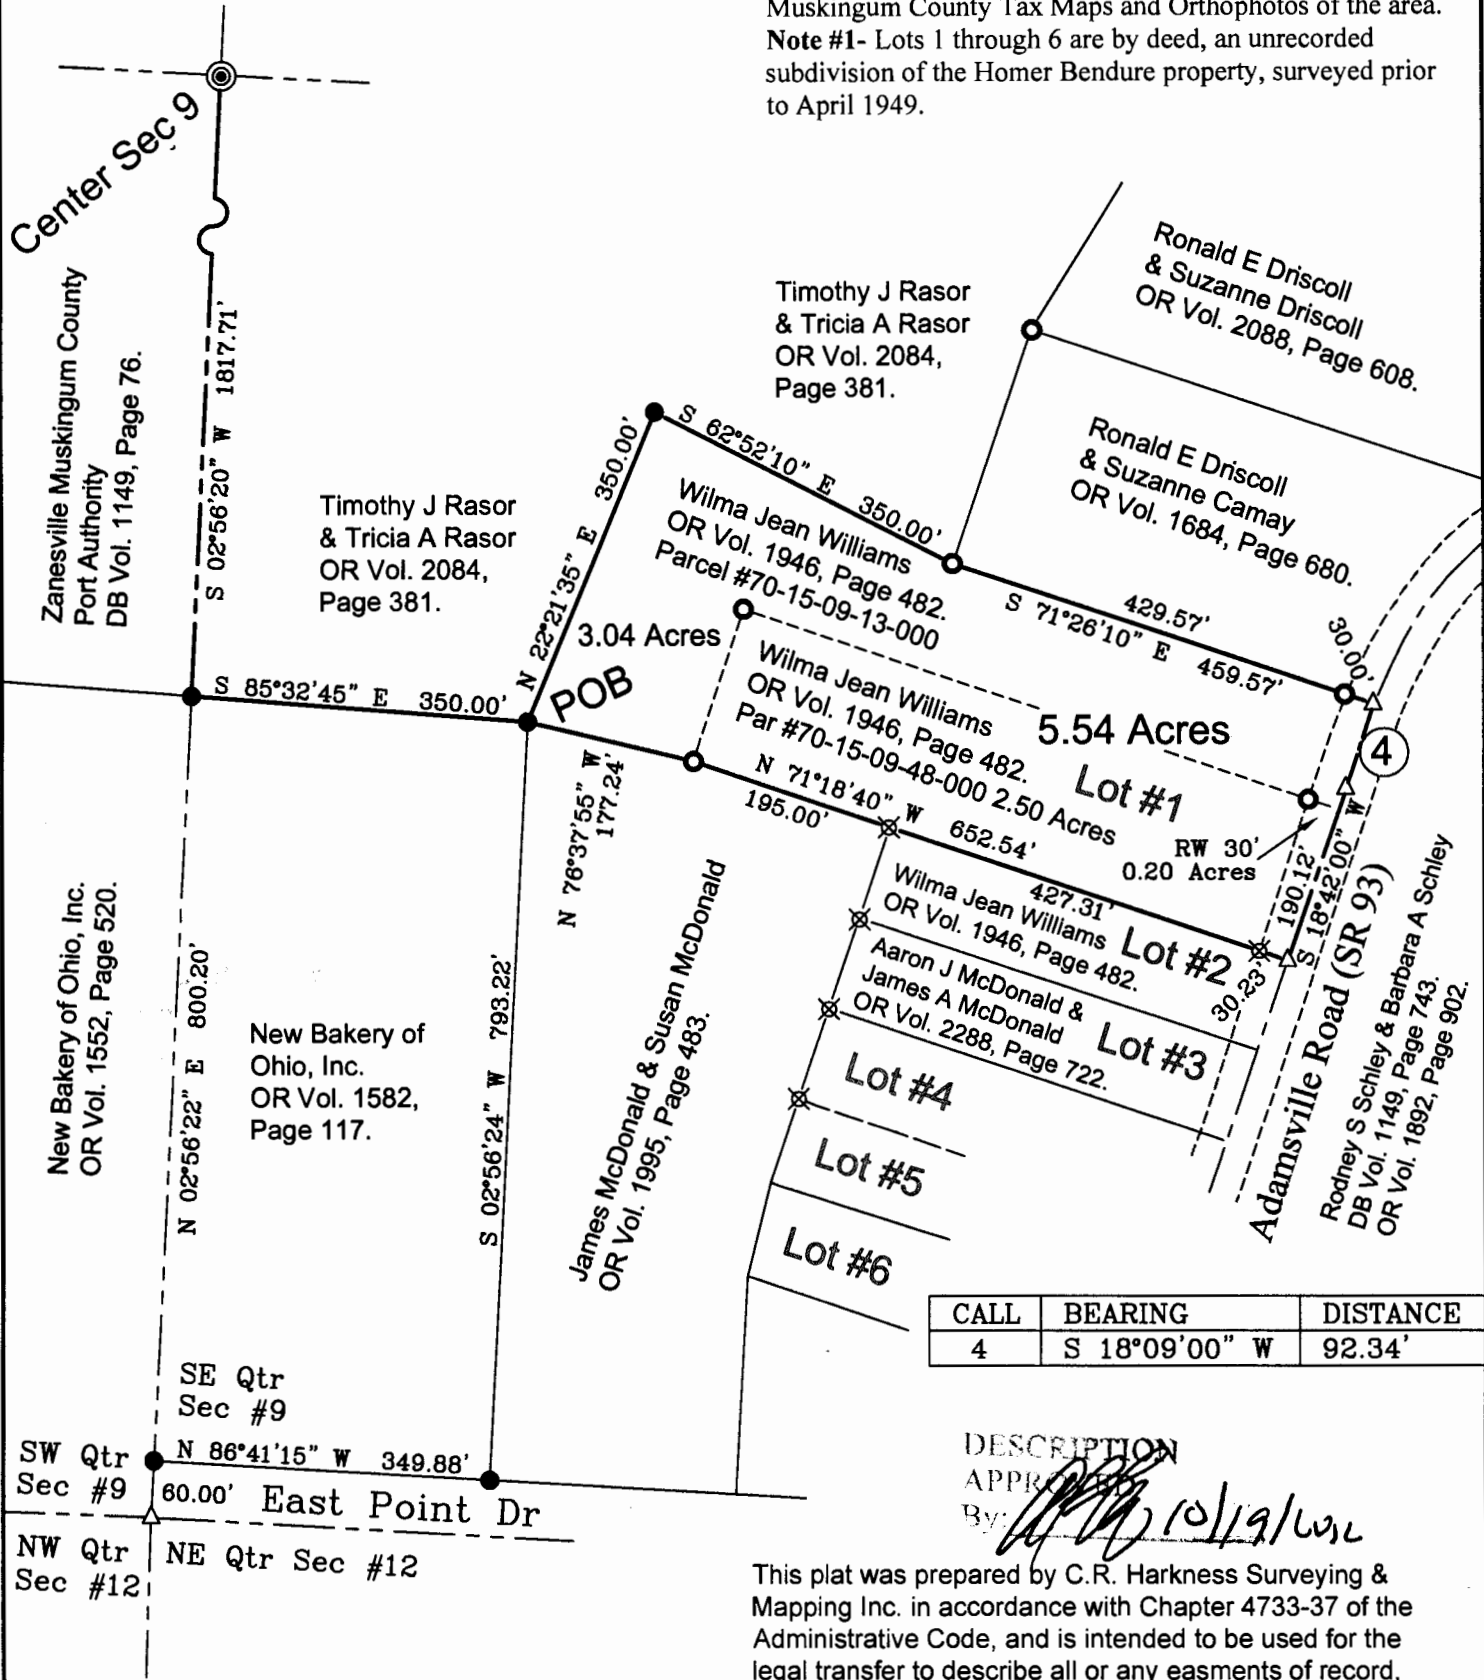 Muskingum County Tax Maps and Orthophotos of the area.
Note #1- Lots 1 through 6 are by deed, an unrecorded
subdivision of the Homer Bendure property, surveyed prior
to April 1949.
Center Sec 9
Zanesville Muskingum County
Port Authority
DB Vol. 1149, Page 76.
S 02°56'20" W 1817.71'
Timothy J Rasor
& Tricia A Rasor
OR Vol. 2084,
Page 381.
Ronald E Driscoll
& Suzanne Driscoll
OR Vol. 2088, Page 608.
Timothy J Rasor
& Tricia A Rasor
OR Vol. 2084,
Page 381.
Ronald E Driscoll
& Suzanne Camay
OR Vol. 1684, Page 680.
N 22°21'35" E 350.00'
S 62°52'10" E 350.00'
Wilma Jean Williams
OR Vol. 1946, Page 482.
Parcel #70-15-09-13-000
3.04 Acres
429.57'
S 71°26'10" E 459.57'
30.00'
S 85°32'45" E 350.00'
POB
Wilma Jean Williams
OR Vol. 1946, Page 482.
Par #70-15-09-48-000 2.50 Acres
5.54 Acres
Lot #1
4
N 76°37'55" W
177.24'
N 71°18'40" W 652.54'
195.00'
427.31'
RW 30'
0.20 Acres
190.12'
S 18°42'00" W
30.23'
Wilma Jean Williams
OR Vol. 1946, Page 482.
Lot #2
Aaron J McDonald &
James A McDonald
OR Vol. 2288, Page 722.
Lot #3
Lot #4
Lot #5
Lot #6
Adamsville Road (SR 93)
Rodney S Schley & Barbara A Schley
DB Vol. 1149, Page 743.
OR Vol. 1892, Page 902.
New Bakery of Ohio, Inc.
OR Vol. 1552, Page 520.
N 02°56'22" E 800.20'
New Bakery of
Ohio, Inc.
OR Vol. 1582,
Page 117.
S 02°56'24" W 793.22'
James McDonald & Susan McDonald
OR Vol. 1995, Page 483.
CALL BEARING DISTANCE
4 S 18°09'00" W 92.34'
SE Qtr
Sec #9
SW Qtr
Sec #9
N 86°41'15" W 349.88'
60.00' East Point Dr
NW Qtr
Sec #12
NE Qtr Sec #12
DESCRIPTION
APPROVED
By:
This plat was prepared by C.R. Harkness Surveying &
Mapping Inc. in accordance with Chapter 4733-37 of the
Administrative Code, and is intended to be used for the
legal transfer to describe all or any easments of record.